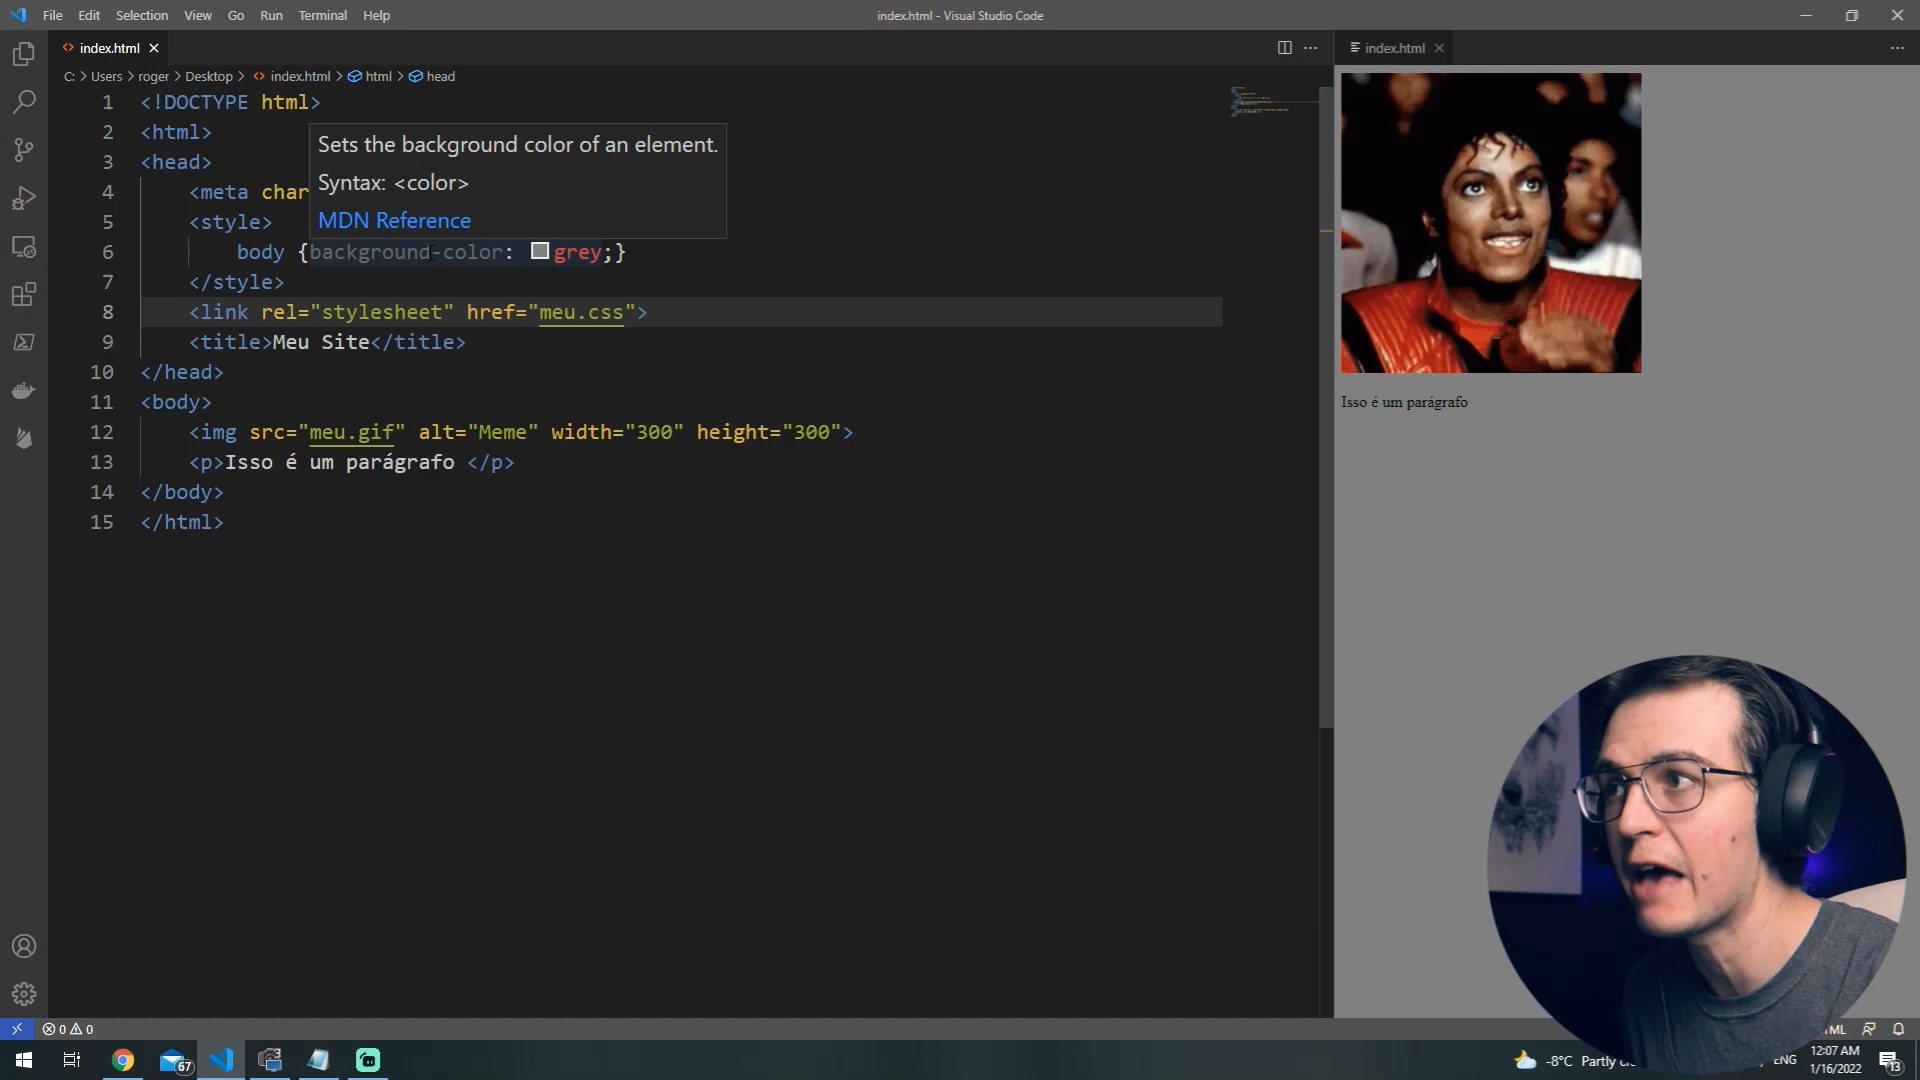 File Edit Selection View Go Run Terminal Help
index.html - Visual Studio Code
index.html
index.html
C: > Users > roger > Desktop > index.html > html > head
1 <!DOCTYPE html>
2 <html>
3 <head>
4 <meta char
5 <style>
6 body {background-color: grey;}
7 </style>
8 <link rel="stylesheet" href="meu.css">
9 <title>Meu Site</title>
10 </head>
11 <body>
12 <img src="meu.gif" alt="Meme" width="300" height="300">
13 <p>Isso é um parágrafo </p>
14 </body>
15 </html>
Sets the background color of an element.
Syntax: <color>
MDN Reference
Isso é um parágrafo
0 0
67
-8°C Partly
ENG
12:07 AM
1/16/2022
13